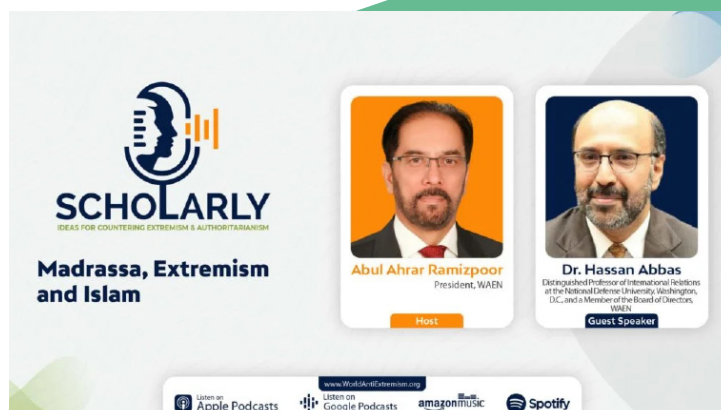 SCHOLARLY
IDEAS FOR COUNTERING EXTREMISM & AUTHORITARIANISM
Madrassa, Extremism
and Islam
Abul Ahrar Ramizpoor
President, WAEN
Host
Dr. Hassan Abbas
Distinguished Professor of International Relations
at the National Defense University, Washington,
D.C., and a Member of the Board of Directors,
WAEN
Guest Speaker
www.WorldAntiExtremism.org
Listen on
Apple Podcasts
Listen on
Google Podcasts
amazon music
Spotify